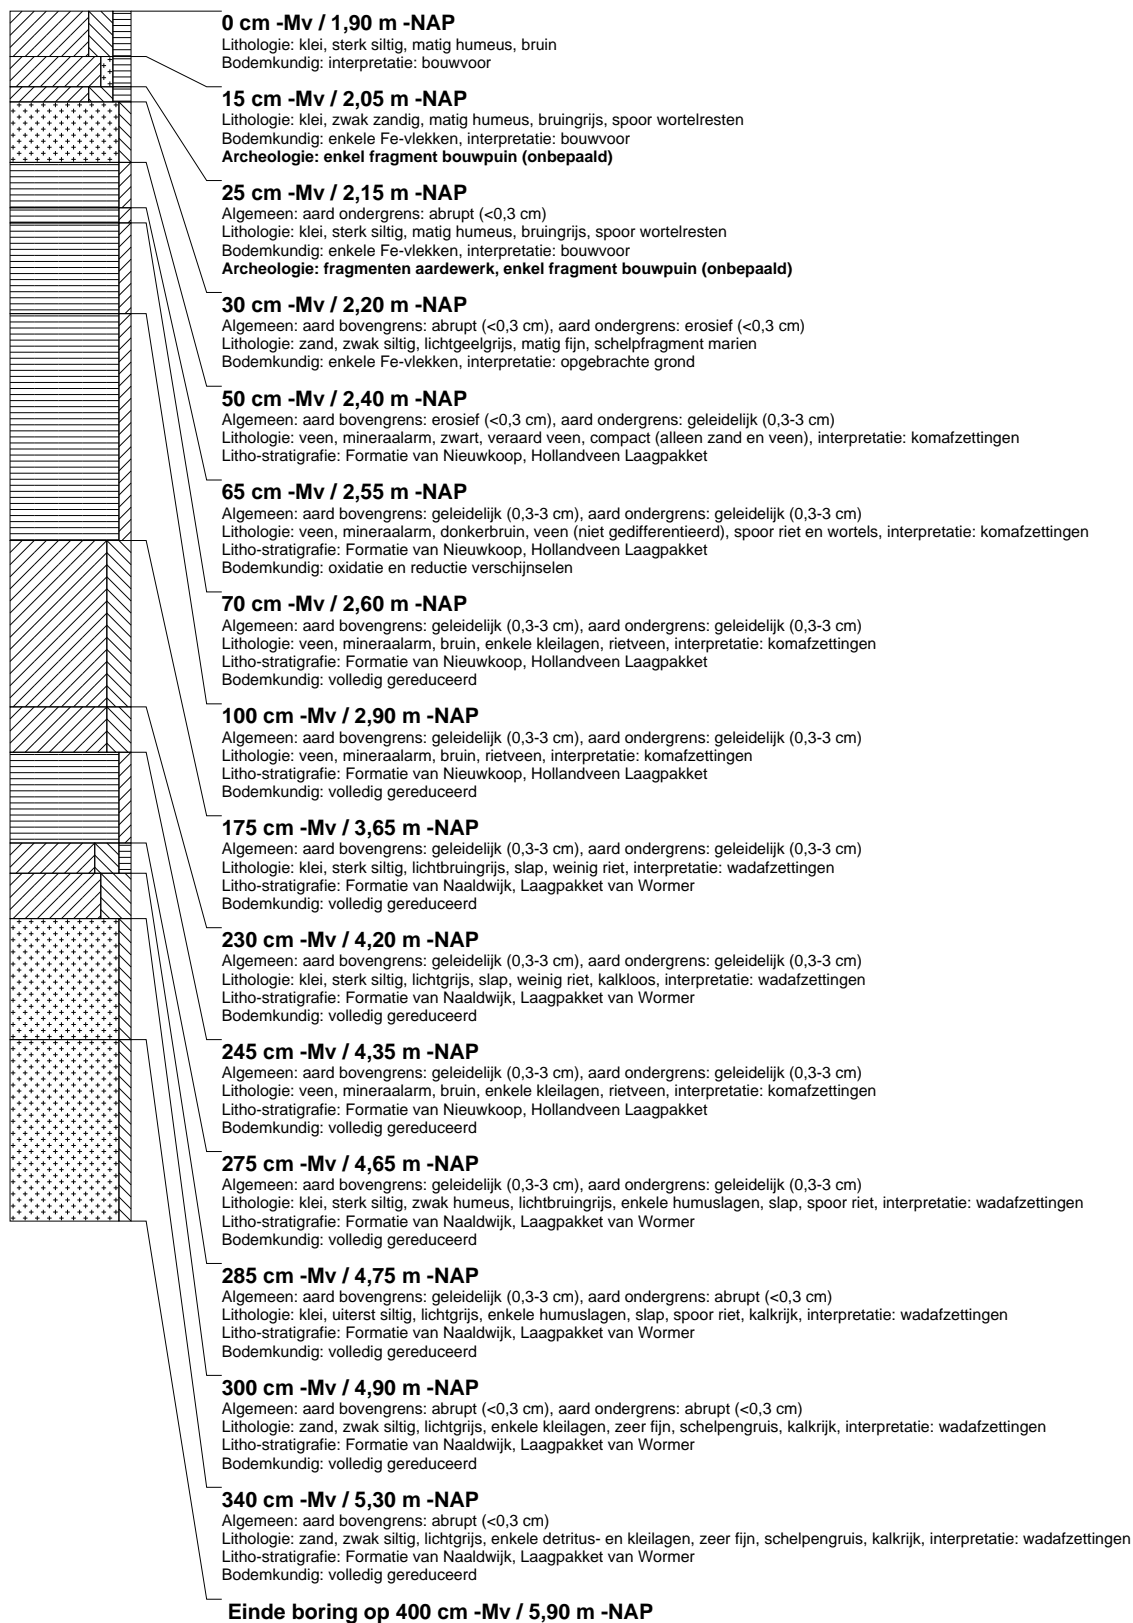 0 cm -Mv / 1,90 m -NAP
Lithologie: klei, sterk siltig, matig humeus, bruin
Bodemkundig: interpretatie: bouwvoor
15 cm -Mv / 2,05 m -NAP
Lithologie: klei, zwak zandig, matig humeus, bruingrijs, spoor wortelresten
Bodemkundig: enkele Fe-vlekken, interpretatie: bouwvoor
Archeologie: enkel fragment bouwpuin (onbepaald)
25 cm -Mv / 2,15 m -NAP
Algemeen: aard ondergrens: abrupt (<0,3 cm)
Lithologie: klei, sterk siltig, matig humeus, bruingrijs, spoor wortelresten
Bodemkundig: enkele Fe-vlekken, interpretatie: bouwvoor
Archeologie: fragmenten aardewerk, enkel fragment bouwpuin (onbepaald)
30 cm -Mv / 2,20 m -NAP
Algemeen: aard bovengrens: abrupt (<0,3 cm), aard ondergrens: erosief (<0,3 cm)
Lithologie: zand, zwak siltig, lichtgeelgrijs, matig fijn, schelpfragment marien
Bodemkundig: enkele Fe-vlekken, interpretatie: opgebrachte grond
50 cm -Mv / 2,40 m -NAP
Algemeen: aard bovengrens: erosief (<0,3 cm), aard ondergrens: geleidelijk (0,3-3 cm)
Lithologie: veen, mineraalarm, zwart, veraard veen, compact (alleen zand en veen), interpretatie: komafzettingen
Litho-stratigrafie: Formatie van Nieuwkoop, Hollandveen Laagpakket
65 cm -Mv / 2,55 m -NAP
Algemeen: aard bovengrens: geleidelijk (0,3-3 cm), aard ondergrens: geleidelijk (0,3-3 cm)
Lithologie: veen, mineraalarm, donkerbruin, veen (niet gedifferentieerd), spoor riet en wortels, interpretatie: komafzettingen
Litho-stratigrafie: Formatie van Nieuwkoop, Hollandveen Laagpakket
Bodemkundig: oxidatie en reductie verschijnselen
70 cm -Mv / 2,60 m -NAP
Algemeen: aard bovengrens: geleidelijk (0,3-3 cm), aard ondergrens: geleidelijk (0,3-3 cm)
Lithologie: veen, mineraalarm, bruin, enkele kleilagen, rietveen, interpretatie: komafzettingen
Litho-stratigrafie: Formatie van Nieuwkoop, Hollandveen Laagpakket
Bodemkundig: volledig gereduceerd
100 cm -Mv / 2,90 m -NAP
Algemeen: aard bovengrens: geleidelijk (0,3-3 cm), aard ondergrens: geleidelijk (0,3-3 cm)
Lithologie: veen, mineraalarm, bruin, rietveen, interpretatie: komafzettingen
Litho-stratigrafie: Formatie van Nieuwkoop, Hollandveen Laagpakket
Bodemkundig: volledig gereduceerd
175 cm -Mv / 3,65 m -NAP
Algemeen: aard bovengrens: geleidelijk (0,3-3 cm), aard ondergrens: geleidelijk (0,3-3 cm)
Lithologie: klei, sterk siltig, lichtbruingrijs, slap, weinig riet, interpretatie: wadafzettingen
Litho-stratigrafie: Formatie van Naaldwijk, Laagpakket van Wormer
Bodemkundig: volledig gereduceerd
230 cm -Mv / 4,20 m -NAP
Algemeen: aard bovengrens: geleidelijk (0,3-3 cm), aard ondergrens: geleidelijk (0,3-3 cm)
Lithologie: klei, sterk siltig, lichtgrijs, slap, weinig riet, kalkloos, interpretatie: wadafzettingen
Litho-stratigrafie: Formatie van Naaldwijk, Laagpakket van Wormer
Bodemkundig: volledig gereduceerd
245 cm -Mv / 4,35 m -NAP
Algemeen: aard bovengrens: geleidelijk (0,3-3 cm), aard ondergrens: geleidelijk (0,3-3 cm)
Lithologie: veen, mineraalarm, bruin, enkele kleilagen, rietveen, interpretatie: komafzettingen
Litho-stratigrafie: Formatie van Nieuwkoop, Hollandveen Laagpakket
Bodemkundig: volledig gereduceerd
275 cm -Mv / 4,65 m -NAP
Algemeen: aard bovengrens: geleidelijk (0,3-3 cm), aard ondergrens: geleidelijk (0,3-3 cm)
Lithologie: klei, sterk siltig, zwak humeus, lichtbruingrijs, enkele humuslagen, slap, spoor riet, interpretatie: wadafzettingen
Litho-stratigrafie: Formatie van Naaldwijk, Laagpakket van Wormer
Bodemkundig: volledig gereduceerd
285 cm -Mv / 4,75 m -NAP
Algemeen: aard bovengrens: geleidelijk (0,3-3 cm), aard ondergrens: abrupt (<0,3 cm)
Lithologie: klei, uiterst siltig, lichtgrijs, enkele humuslagen, slap, spoor riet, kalkrijk, interpretatie: wadafzettingen
Litho-stratigrafie: Formatie van Naaldwijk, Laagpakket van Wormer
Bodemkundig: volledig gereduceerd
300 cm -Mv / 4,90 m -NAP
Algemeen: aard bovengrens: abrupt (<0,3 cm), aard ondergrens: abrupt (<0,3 cm)
Lithologie: zand, zwak siltig, lichtgrijs, enkele kleilagen, zeer fijn, schelpengruis, kalkrijk, interpretatie: wadafzettingen
Litho-stratigrafie: Formatie van Naaldwijk, Laagpakket van Wormer
Bodemkundig: volledig gereduceerd
340 cm -Mv / 5,30 m -NAP
Algemeen: aard bovengrens: abrupt (<0,3 cm)
Lithologie: zand, zwak siltig, lichtgrijs, enkele detritus- en kleilagen, zeer fijn, schelpengruis, kalkrijk, interpretatie: wadafzettingen
Litho-stratigrafie: Formatie van Naaldwijk, Laagpakket van Wormer
Bodemkundig: volledig gereduceerd
Einde boring op 400 cm -Mv / 5,90 m -NAP